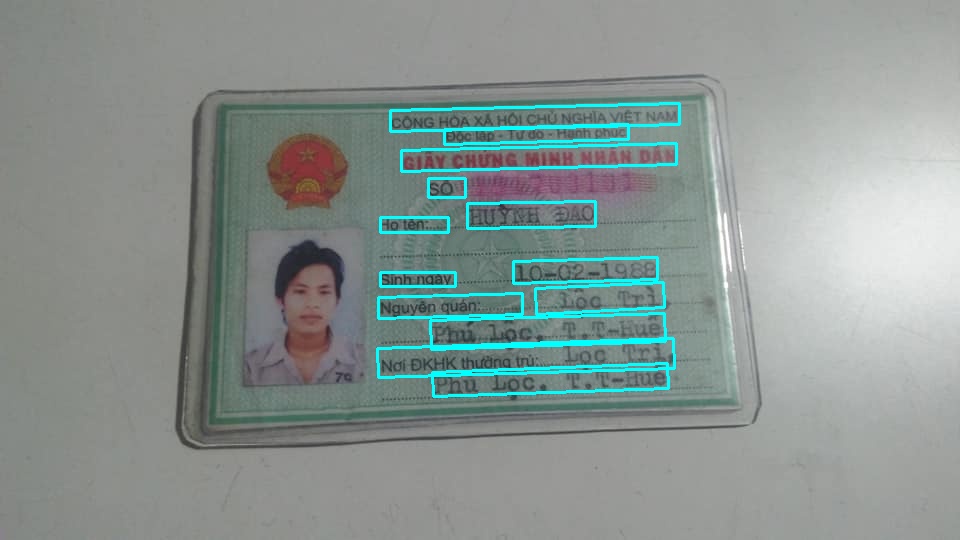 CỘNG HÒA XÃ HỘI CHỦ NGHĨA VIỆT NAM
Độc lập - Tự do - Hạnh phúc
GIẤY CHỨNG MINH NHÂN DÂN
SỐ
Họ tên: HUỲNH ĐÀO
Sinh ngày 10-02-1988
Nguyên quán: Lộc Trì,
Phú Lộc, T.T-Huế
Nơi ĐKHK thường trú: Lộc Trì,
Phú Lộc, T.T-Huế